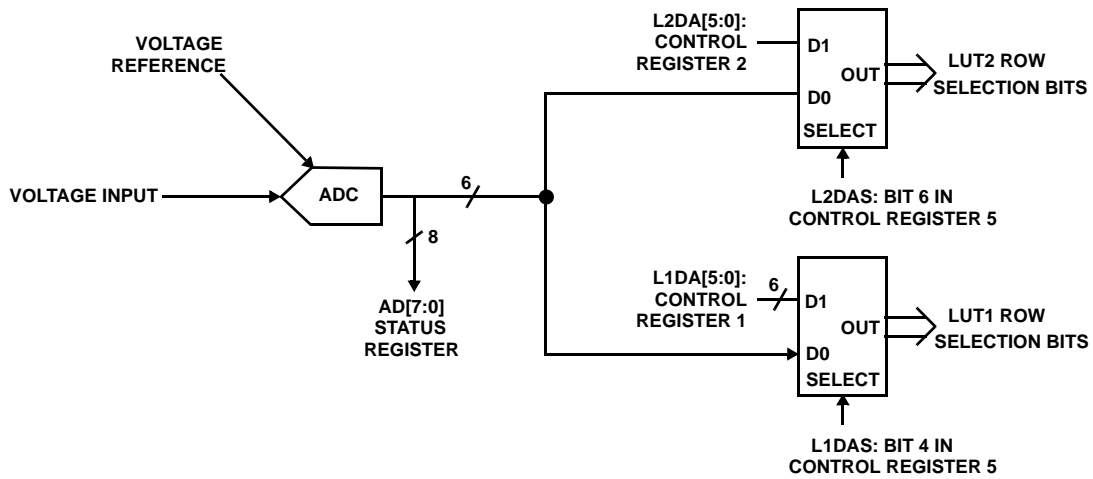 VOLTAGE
REFERENCE
VOLTAGE INPUT
ADC
6
8
AD[7:0]
STATUS
REGISTER
L2DA[5:0]:
CONTROL
REGISTER 2
D1
OUT
D0
SELECT
LUT2 ROW
SELECTION BITS
L2DAS: BIT 6 IN
CONTROL REGISTER 5
L1DA[5:0]:
CONTROL
REGISTER 1
6
D1
OUT
D0
SELECT
LUT1 ROW
SELECTION BITS
L1DAS: BIT 4 IN
CONTROL REGISTER 5